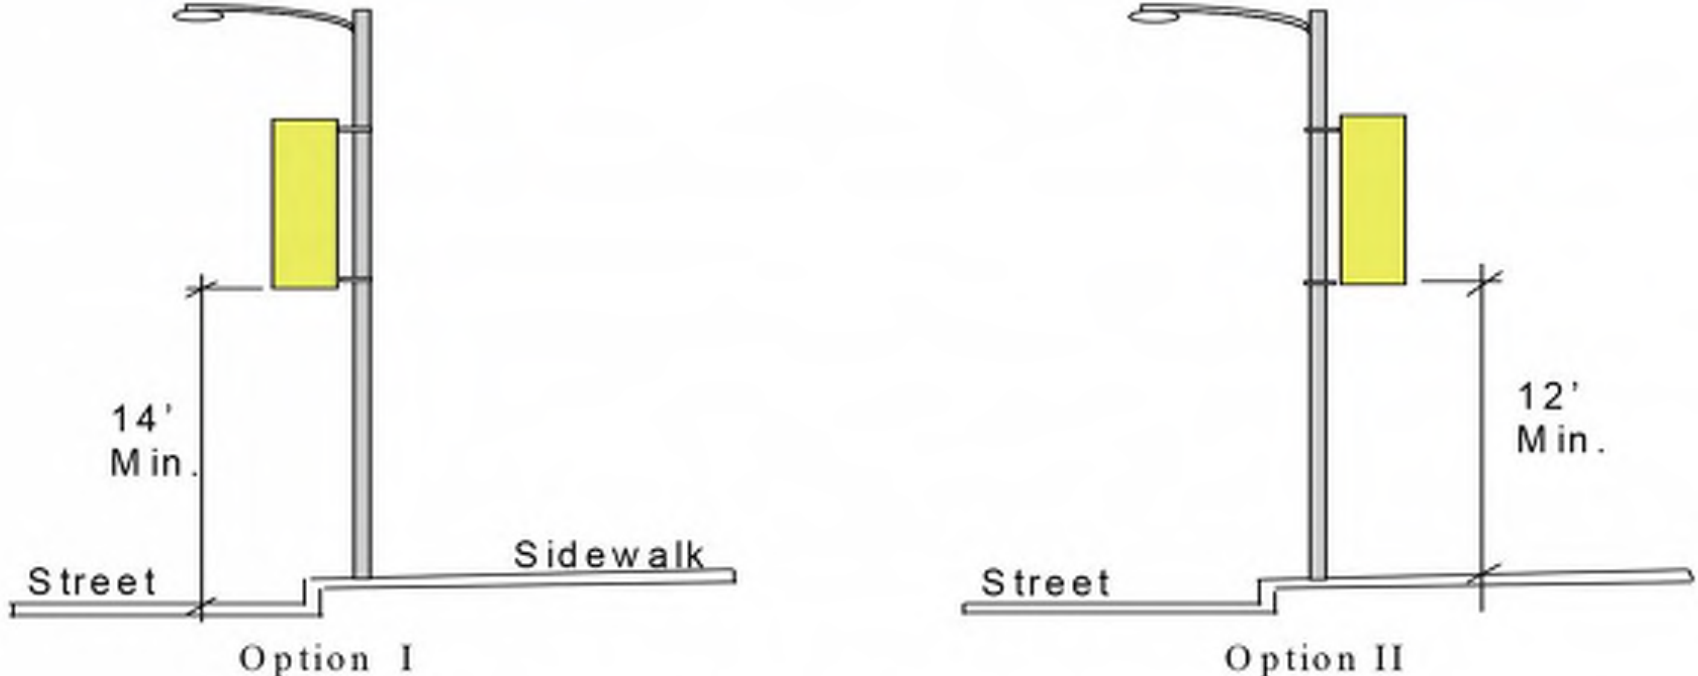 14’
Min.
Street
Sidewalk
Option I
12’
Min.
Street
Option II